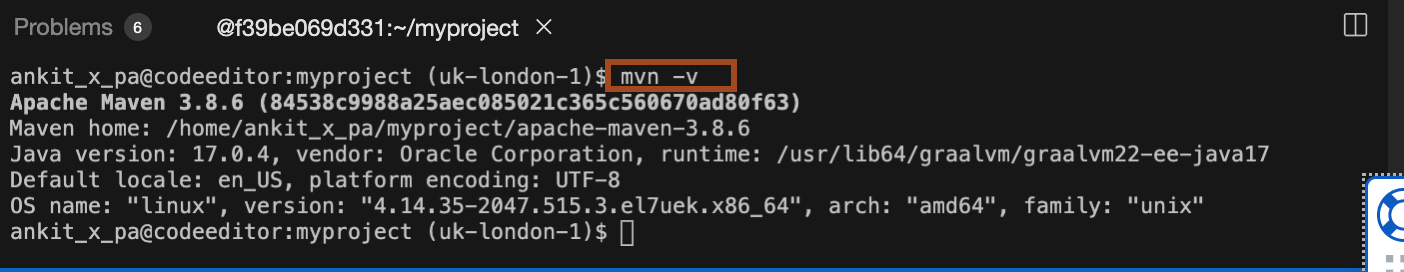 Problems 6 @f39be069d331:~/myproject
ankit_x_pa@codeeditor:myproject (uk-london-1)$ mvn -v
Apache Maven 3.8.6 (84538c9988a25aec085021c365c560670ad80f63)
Maven home: /home/ankit_x_pa/myproject/apache-maven-3.8.6
Java version: 17.0.4, vendor: Oracle Corporation, runtime: /usr/lib64/graalvm/graalvm22-ee-java17
Default locale: en_US, platform encoding: UTF-8
OS name: "linux", version: "4.14.35-2047.515.3.el7uek.x86_64", arch: "amd64", family: "unix"
ankit_x_pa@codeeditor:myproject (uk-london-1)$